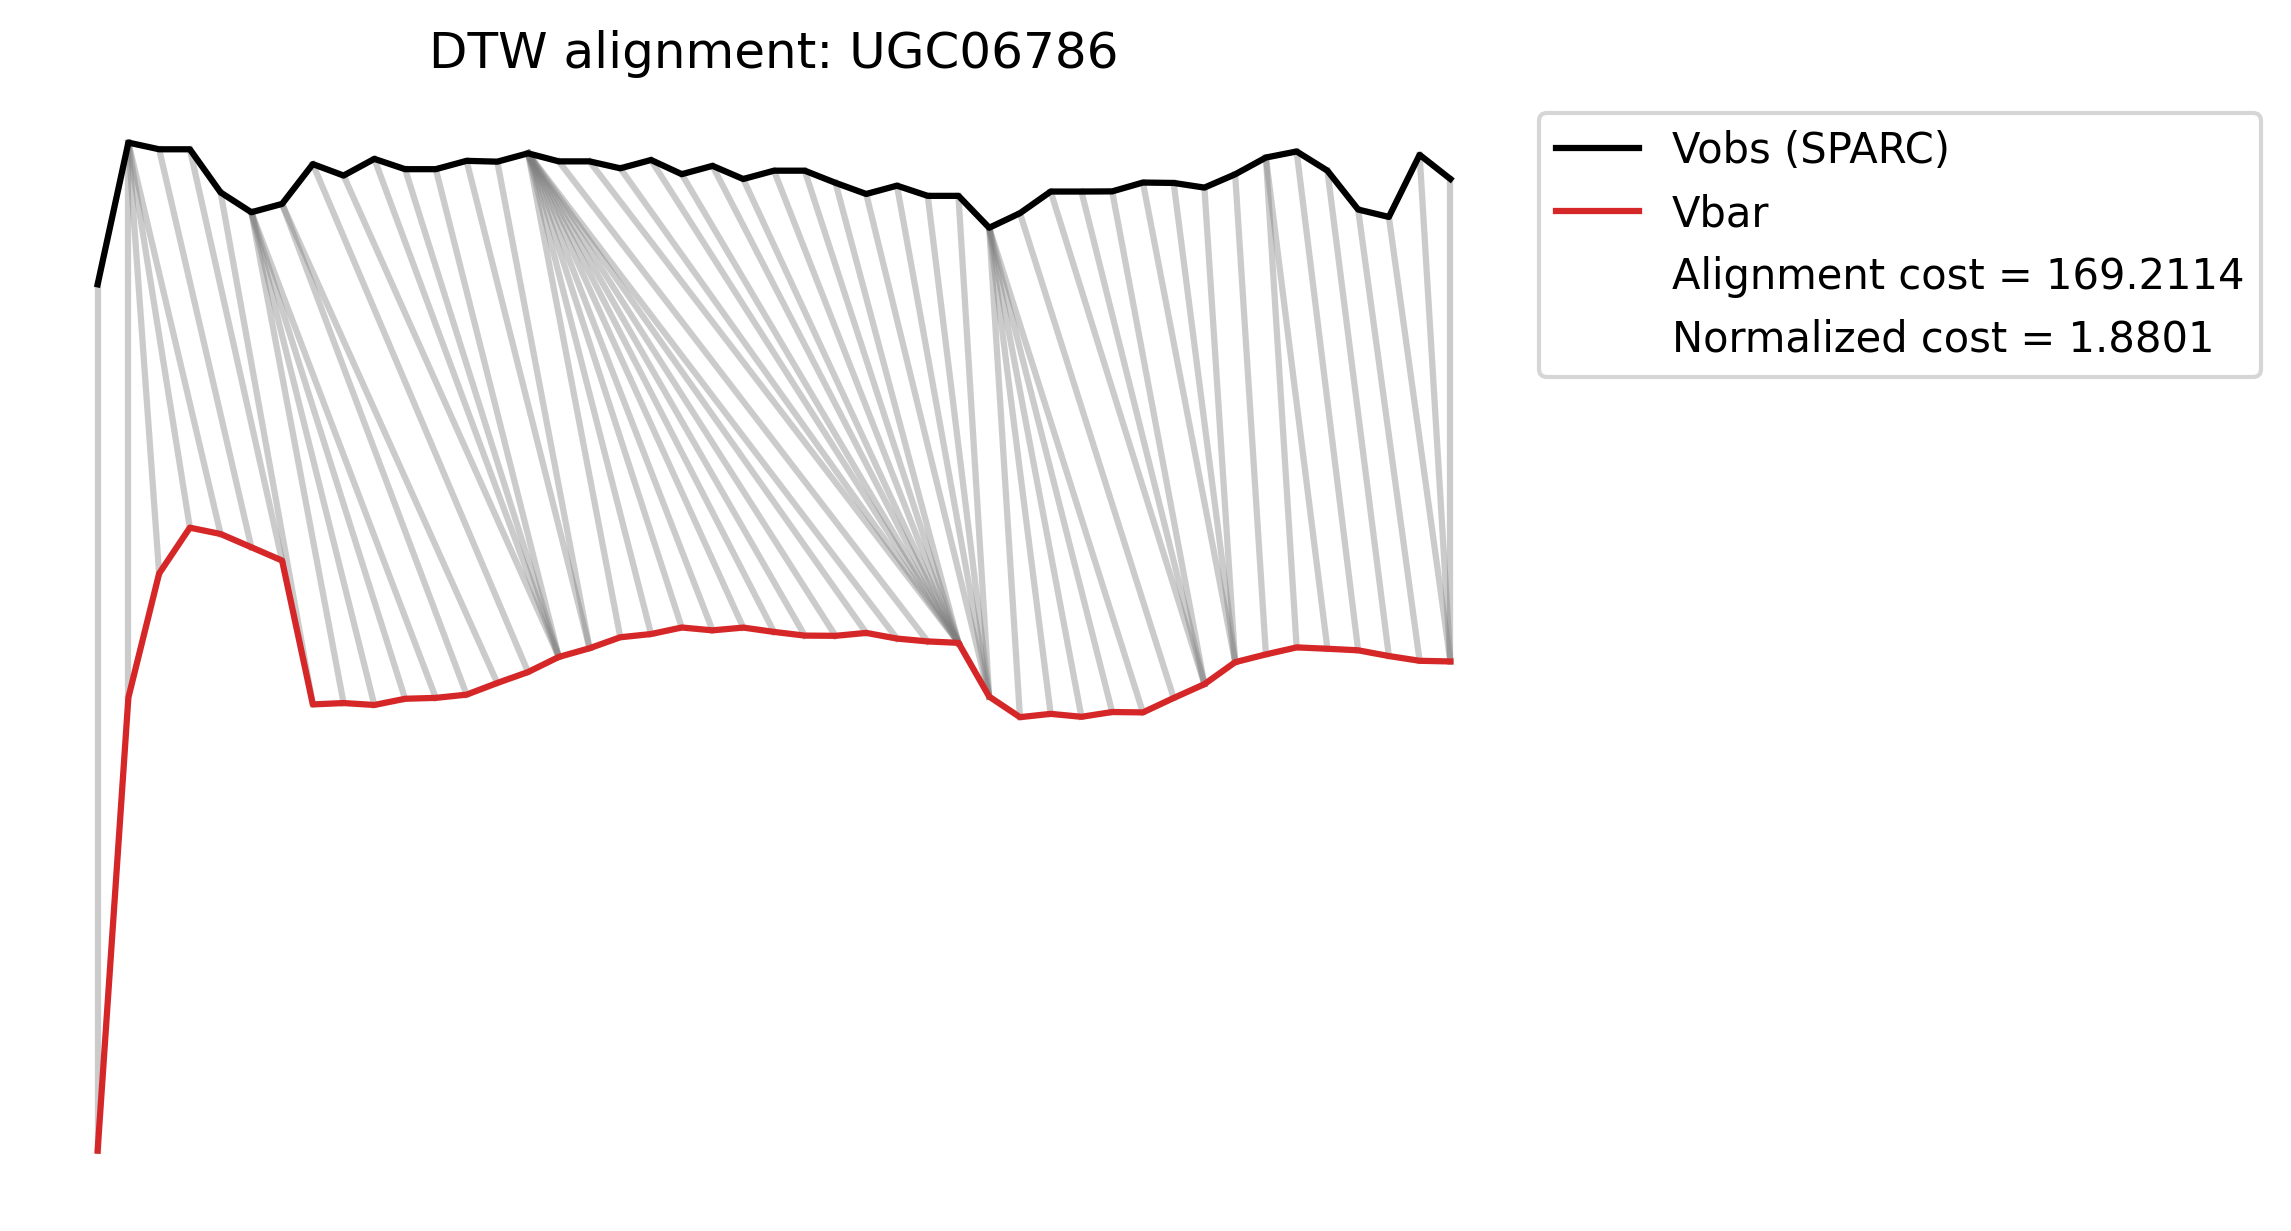 DTW alignment: UGC06786
Vobs (SPARC)
Vbar
Alignment cost = 169.2114
Normalized cost = 1.8801